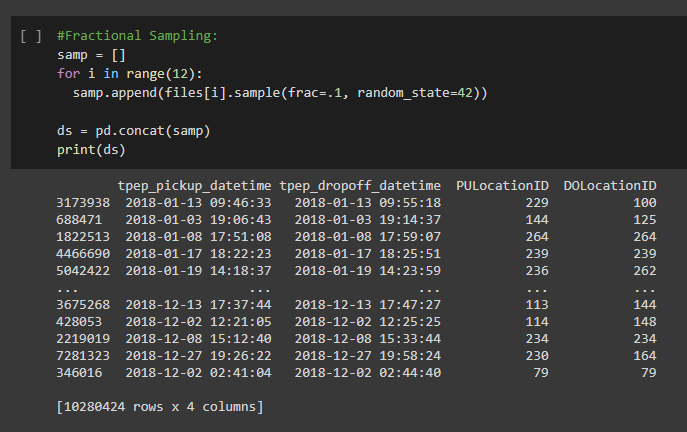 [ ] #Fractional Sampling:
samp = []
for i in range(12):
  samp.append(files[i].sample(frac=.1, random_state=42))

ds = pd.concat(samp)
print(ds)

        tpep_pickup_datetime tpep_dropoff_datetime  PULocationID  DOLocationID
3173938  2018-01-13 09:46:33   2018-01-13 09:55:18           229           100
688471   2018-01-03 19:06:43   2018-01-03 19:14:37           144           125
1822513  2018-01-08 17:51:08   2018-01-08 17:59:07           264           264
4466690  2018-01-17 18:22:23   2018-01-17 18:25:51           239           239
5042422  2018-01-19 14:18:37   2018-01-19 14:23:59           236           262
...                      ...                   ...           ...           ...
3675268  2018-12-13 17:37:44   2018-12-13 17:47:27           113           144
428053   2018-12-02 12:21:05   2018-12-02 12:25:25           114           148
2219019  2018-12-08 15:12:40   2018-12-08 15:33:44           234           234
7281323  2018-12-27 19:26:22   2018-12-27 19:58:24           230           164
346016   2018-12-02 02:41:04   2018-12-02 02:44:40            79            79

[10280424 rows x 4 columns]